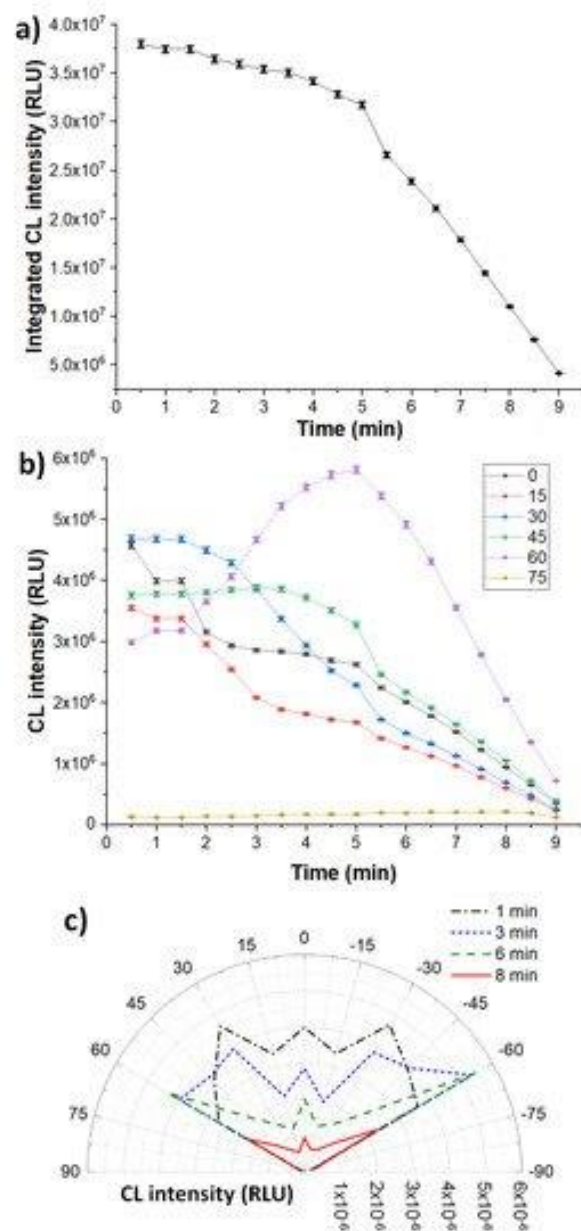 a)
4.0x10⁷
3.5x10⁷
3.0x10⁷
2.5x10⁷
2.0x10⁷
1.5x10⁷
1.0x10⁷
5.0x10⁶
Integrated CL intensity (RLU)
0 1 2 3 4 5 6 7 8 9
Time (min)
b)
6x10⁶
5x10⁶
4x10⁶
3x10⁶
2x10⁶
1x10⁶
0
CL intensity (RLU)
0
15
30
45
60
75
0 1 2 3 4 5 6 7 8 9
Time (min)
c)
1 min
3 min
6 min
8 min
90 75 60 45 30 15 0 -15 -30 -45 -60 -75 -90
CL intensity (RLU)
1x10⁶ 2x10⁶ 3x10⁶ 4x10⁶ 5x10⁶ 6x10⁶